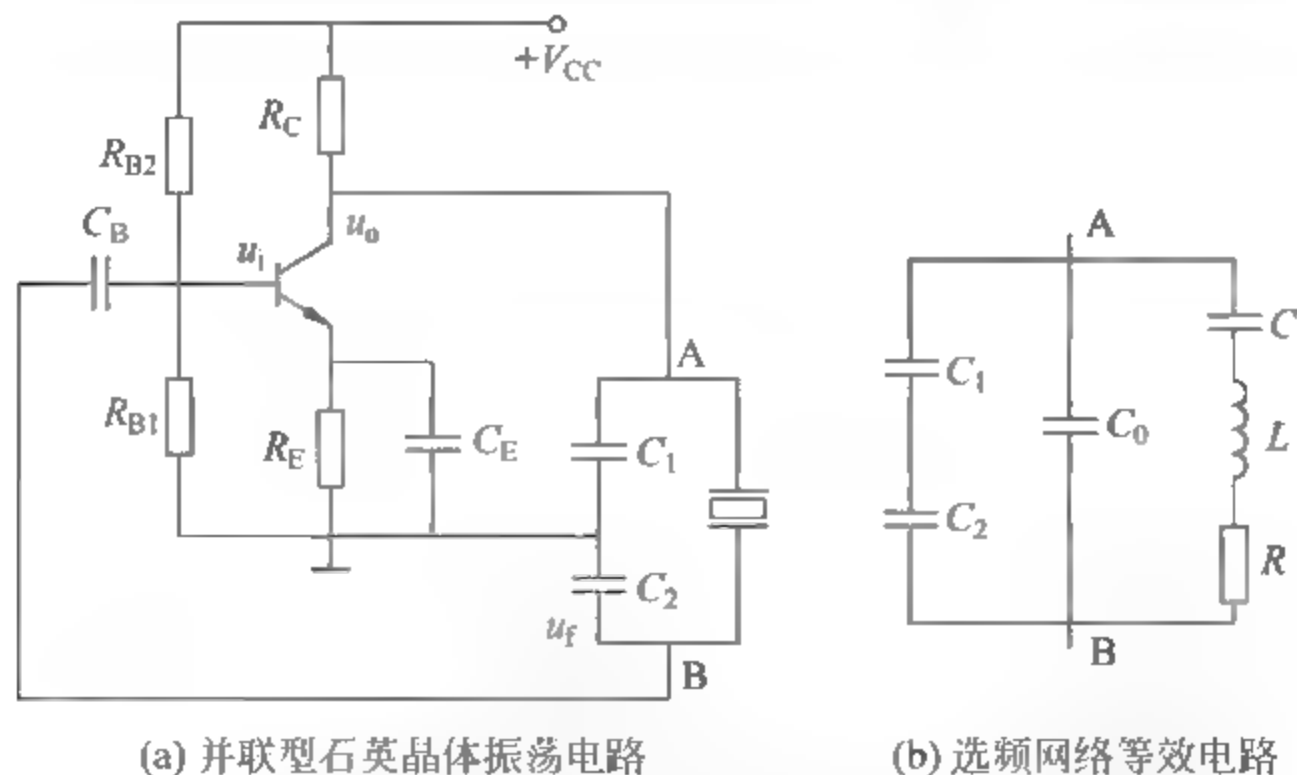 +V_CC
R_C
R_B2
C_B
u_o
u_i
A
R_B1
R_E
C_E
C_1
C_2
u_f
B
(a) 并联型石英晶体振荡电路
A
C
C_1
C_0
L
C_2
R
B
(b) 选频网络等效电路